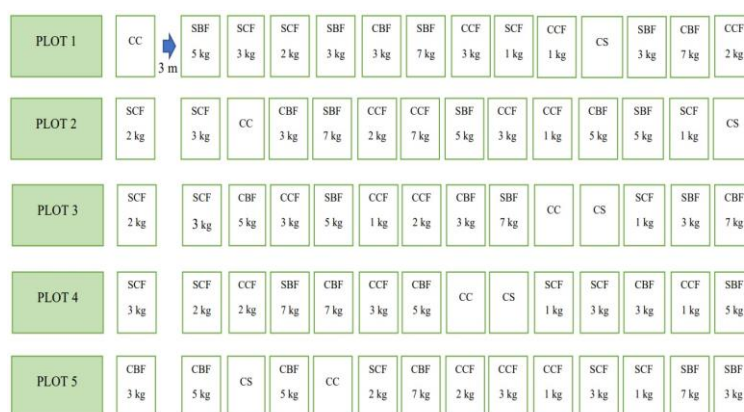 PLOT 1 CC 3 m SBF 5 kg SCF 3 kg SCF 2 kg SBF 3 kg CBF 3 kg SBF 7 kg CCF 3 kg SCF 1 kg CCF 1 kg CS SBF 3 kg CBF 7 kg CCF 2 kg
PLOT 2 SCF 2 kg SCF 3 kg CC CBF 3 kg SBF 7 kg CCF 2 kg CCF 7 kg SBF 5 kg CCF 3 kg CCF 1 kg CBF 5 kg SBF 5 kg SCF 1 kg CS
PLOT 3 SCF 2 kg SCF 3 kg CBF 5 kg CCF 3 kg SBF 5 kg CCF 1 kg CCF 2 kg CBF 3 kg SBF 7 kg CC CS SCF 1 kg SBF 3 kg CBF 7 kg
PLOT 4 SCF 3 kg SCF 2 kg CCF 2 kg SBF 7 kg CBF 7 kg CCF 3 kg CBF 5 kg CC CS SCF 1 kg SCF 3 kg CBF 3 kg CCF 1 kg SBF 5 kg
PLOT 5 CBF 3 kg CBF 5 kg CS CBF 5 kg CC SCF 2 kg CBF 7 kg CCF 2 kg CCF 3 kg CCF 1 kg SCF 3 kg SCF 1 kg SBF 7 kg SBF 3 kg